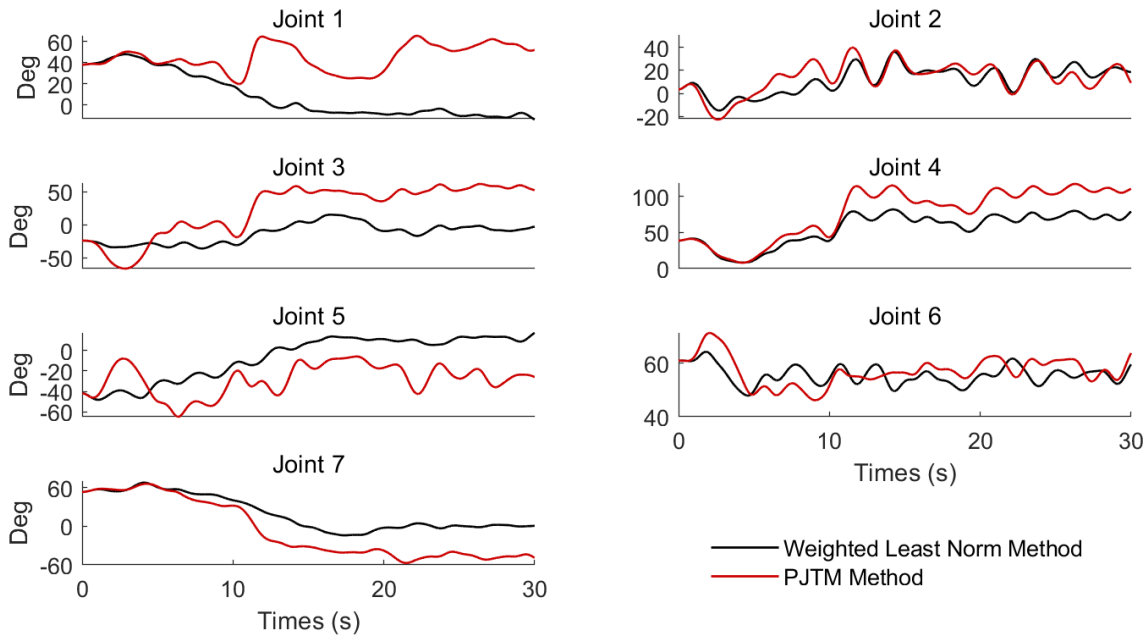 Joint 1
Deg
60
40
20
0
Joint 2
40
20
0
-20
Joint 3
Deg
50
0
-50
Joint 4
100
50
0
Joint 5
Deg
0
-20
-40
-60
Joint 6
60
40
0
10
20
30
Times (s)
Joint 7
Deg
60
0
-60
0
10
20
30
Times (s)
Weighted Least Norm Method
PJTM Method